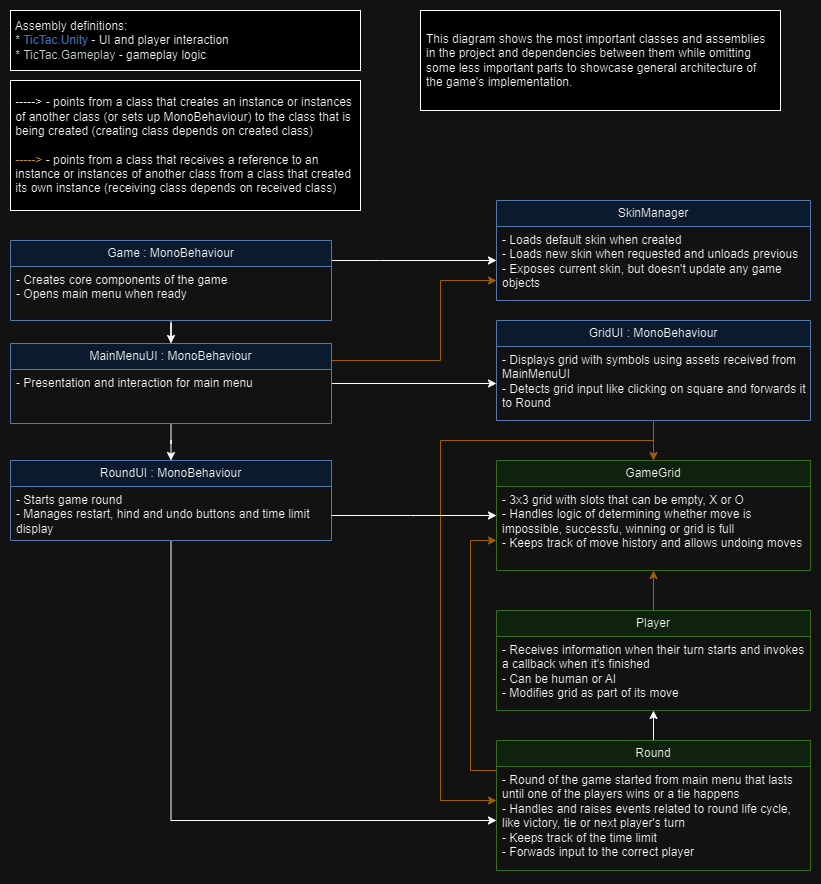 Assembly definitions:
* TicTac.Unity - UI and player interaction
* TicTac.Gameplay - gameplay logic
This diagram shows the most important classes and assemblies
in the project and dependencies between them while omitting
some less important parts to showcase general architecture of
the game's implementation.
-----> - points from a class that creates an instance or instances
of another class (or sets up MonoBehaviour) to the class that is
being created (creating class depends on created class)
-----> - points from a class that receives a reference to an
instance or instances of another class from a class that created
its own instance (receiving class depends on received class)
SkinManager
- Loads default skin when created
- Loads new skin when requested and unloads previous
- Exposes current skin, but doesn't update any game
objects
Game : MonoBehaviour
- Creates core components of the game
- Opens main menu when ready
GridUI : MonoBehaviour
- Displays grid with symbols using assets received from
MainMenuUI
- Detects grid input like clicking on square and forwards it
to Round
MainMenuUI : MonoBehaviour
- Presentation and interaction for main menu
RoundUI : MonoBehaviour
- Starts game round
- Manages restart, hind and undo buttons and time limit
display
GameGrid
- 3x3 grid with slots that can be empty, X or O
- Handles logic of determining whether move is
impossible, successfu, winning or grid is full
- Keeps track of move history and allows undoing moves
Player
- Receives information when their turn starts and invokes
a callback when it's finished
- Can be human or AI
- Modifies grid as part of its move
Round
- Round of the game started from main menu that lasts
until one of the players wins or a tie happens
- Handles and raises events related to round life cycle,
like victory, tie or next player's turn
- Keeps track of the time limit
- Forwads input to the correct player